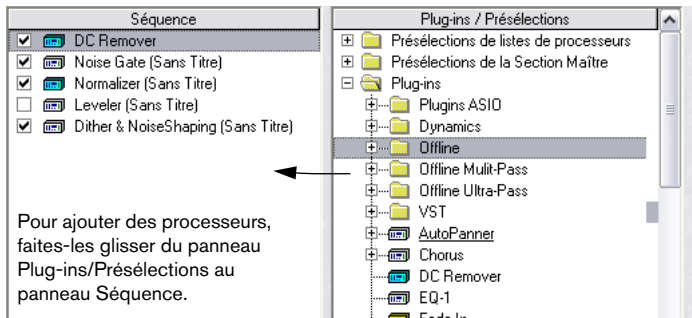 Séquence
DC Remover
Noise Gate (Sans Titre)
Normalizer (Sans Titre)
Leveler (Sans Titre)
Dither & NoiseShaping (Sans Titre)
Pour ajouter des processeurs,
faites-les glisser du panneau
Plug-ins/Présélections au
panneau Séquence.
Plug-ins / Présélections
Présélections de listes de processeurs
Présélections de la Section Maître
Plug-ins
Plugins ASIO
Dynamics
Offline
Offline Mulit-Pass
Offline Ultra-Pass
VST
AutoPanner
Chorus
DC Remover
EQ-1
Fade In